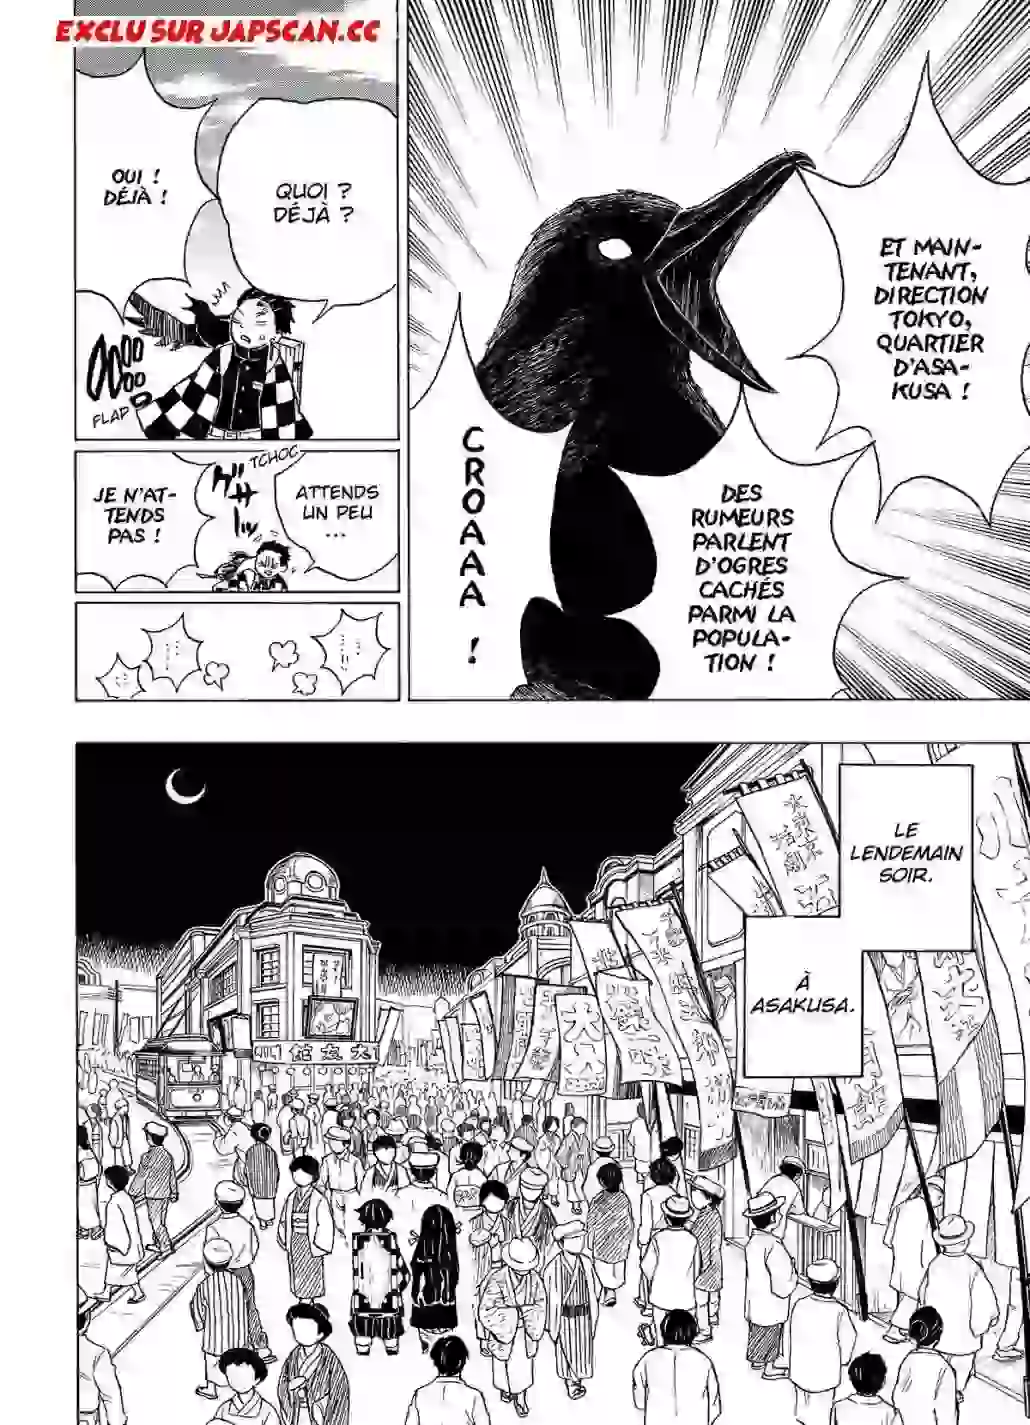 EXCLU SUR JAPSCAN.CC
ET MAIN-
TENANT,
DIRECTION
TOKYO,
QUARTIER
D'ASA-
KUSA !
DES
RUMEURS
PARLENT
D'OGRES
CACHÉS
PARMI LA
POPULA-
TION !
CROAAA !
QUOI ?
DÉJÀ ?
OUI !
DÉJÀ !
FLAP
TCHOC
ATTENDS
UN PEU
...
JE N'AT-
TENDS
PAS !
LE
LENDEMAIN
SOIR.
À
ASAKUSA.